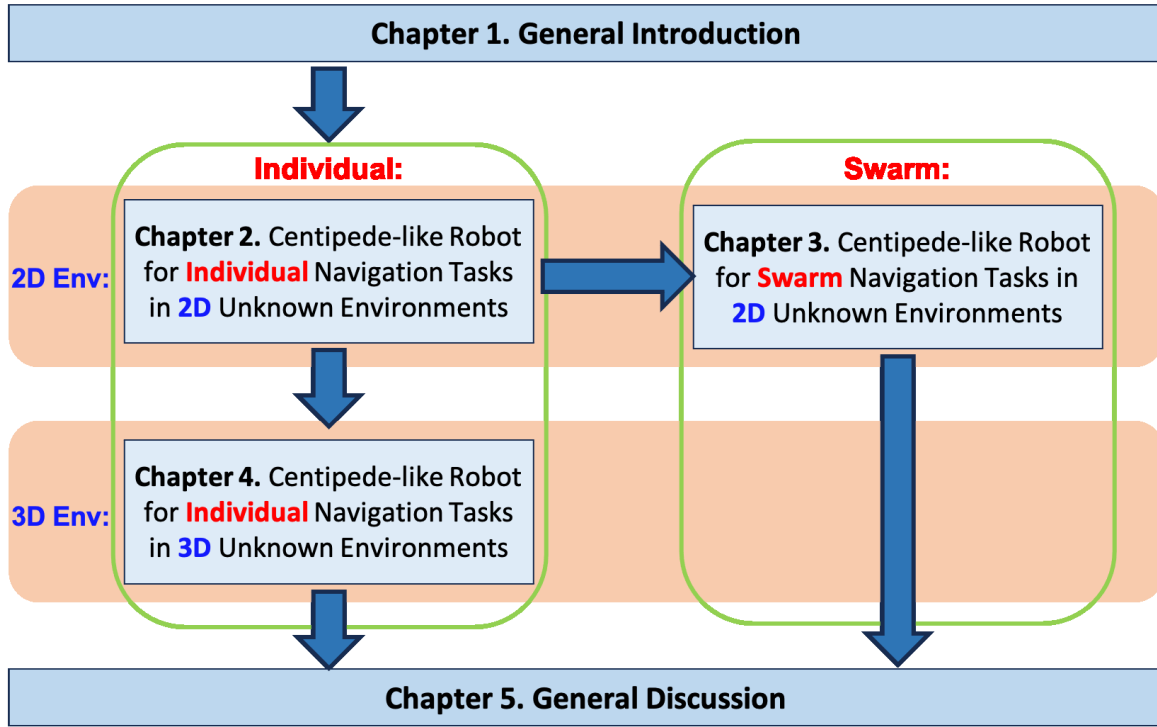 Chapter 1. General Introduction
Individual:
Swarm:
2D Env:
Chapter 2. Centipede-like Robot
for Individual Navigation Tasks
in 2D Unknown Environments
Chapter 3. Centipede-like Robot
for Swarm Navigation Tasks in
2D Unknown Environments
3D Env:
Chapter 4. Centipede-like Robot
for Individual Navigation Tasks
in 3D Unknown Environments
Chapter 5. General Discussion